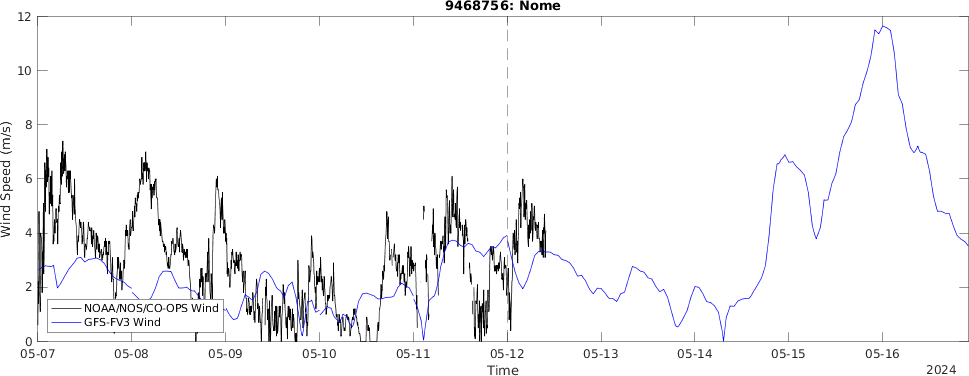 9468756: Nome
12
10
8
6
4
2
0
Wind Speed (m/s)
NOAA/NOS/CO-OPS Wind
GFS-FV3 Wind
05-07 05-08 05-09 05-10 05-11 05-12 05-13 05-14 05-15 05-16
Time
2024